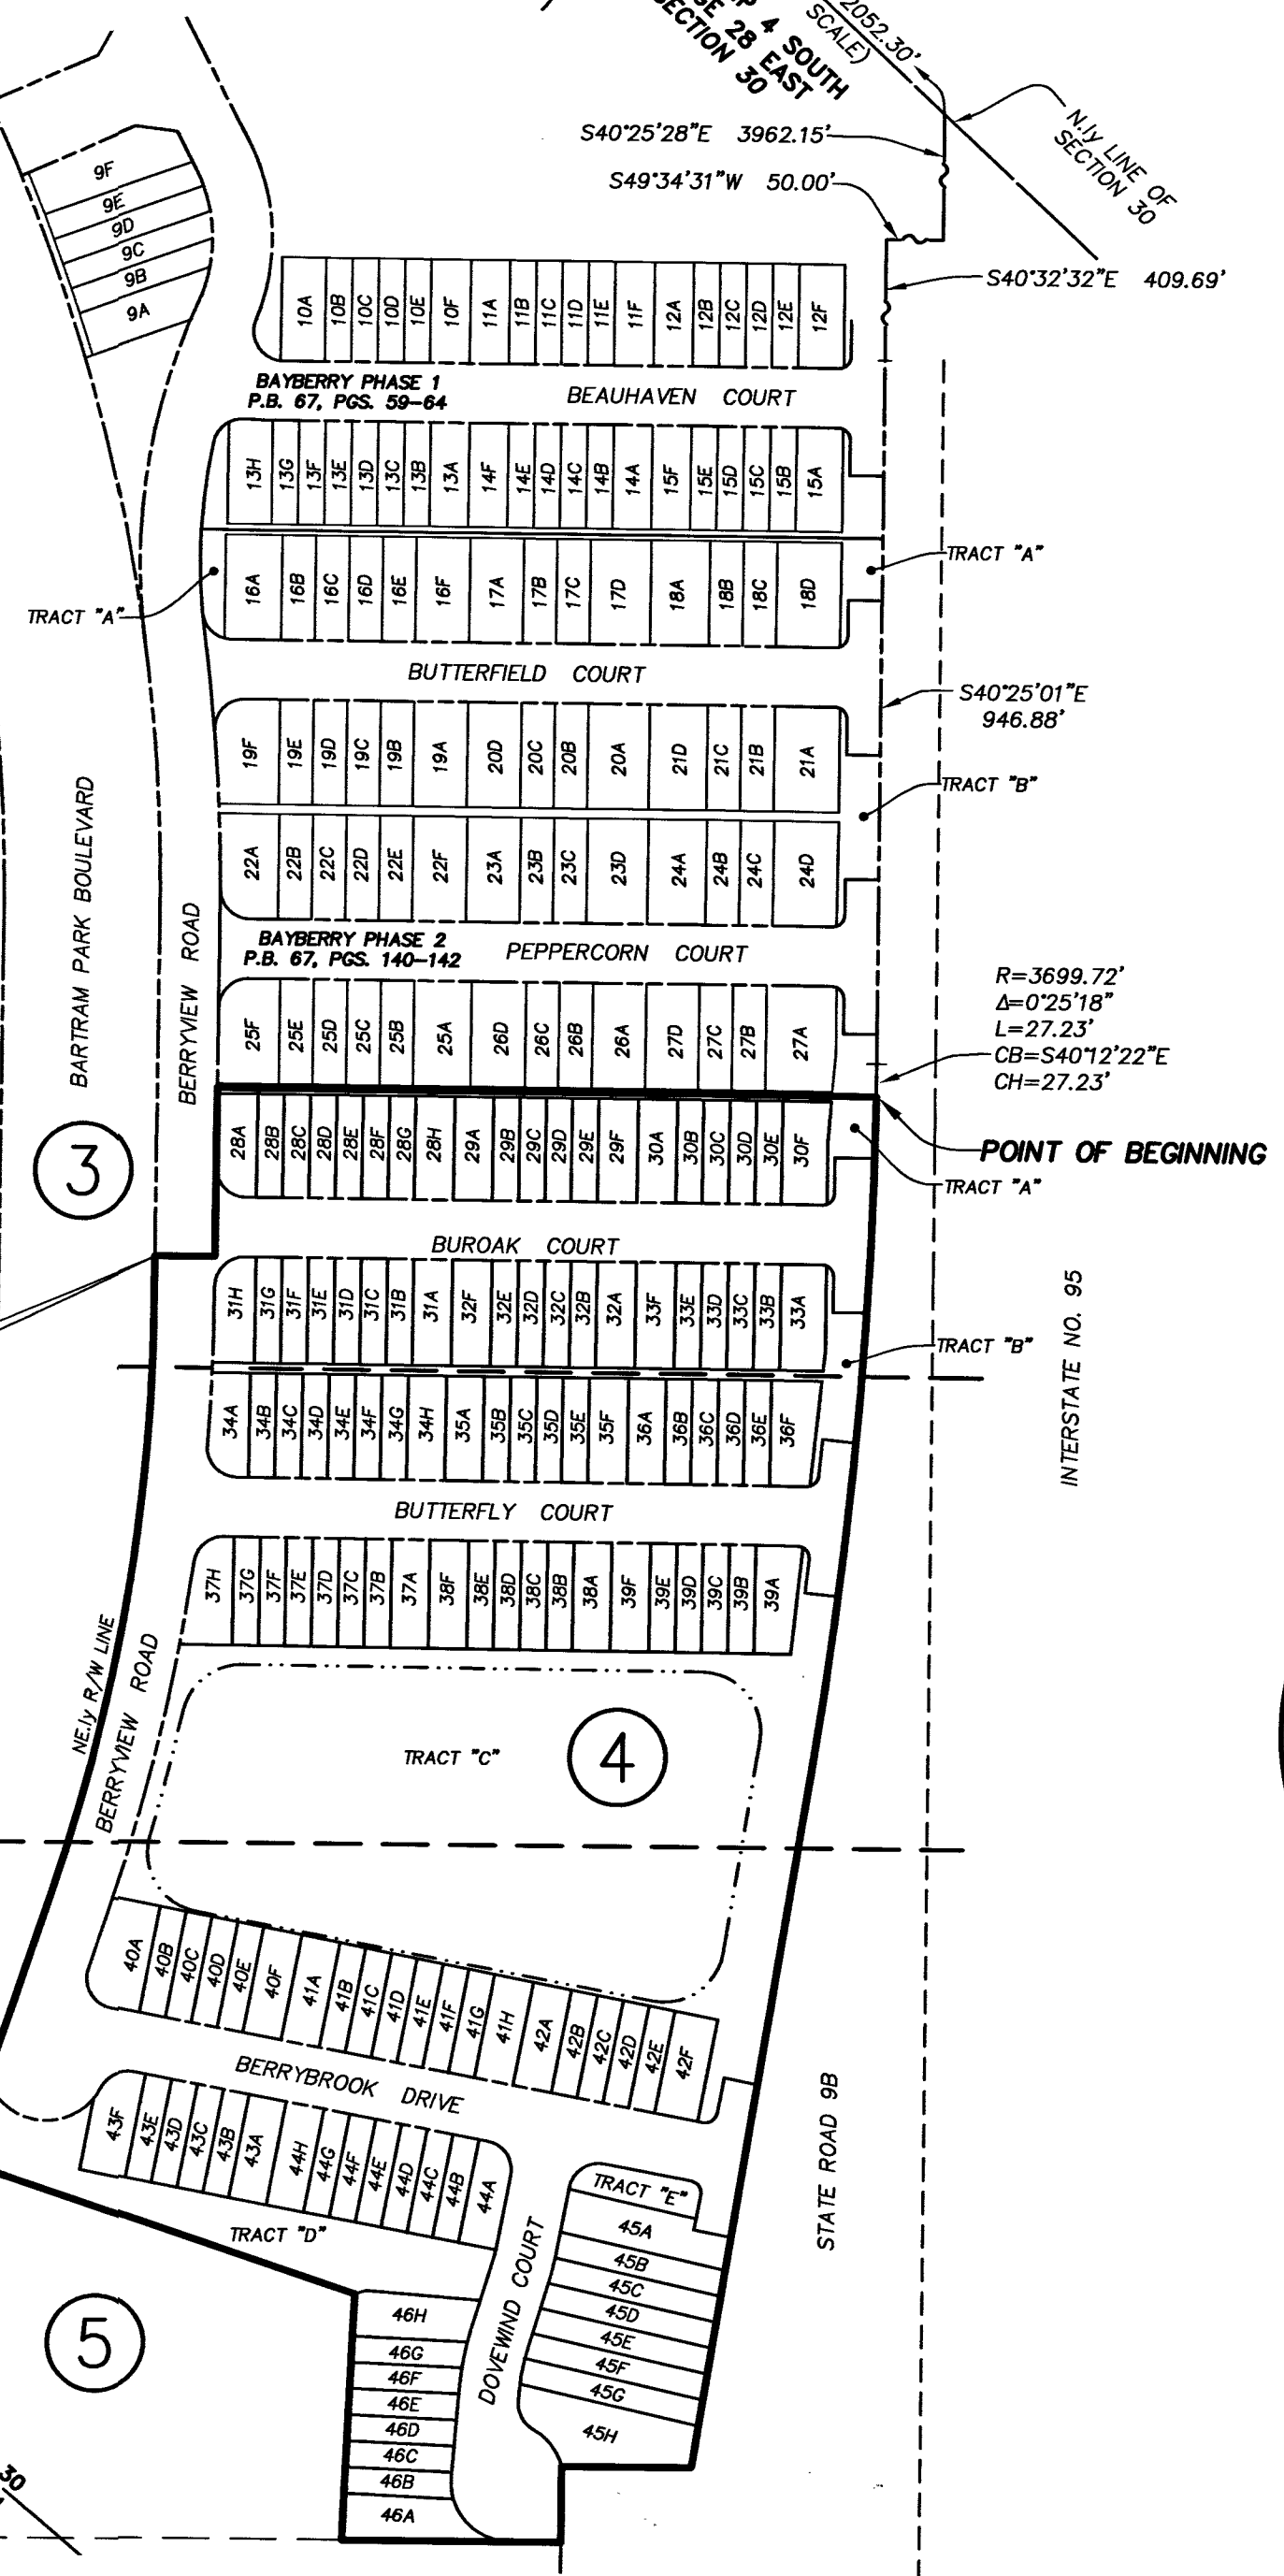 4 SOUTH
28 EAST
SECTION 30
2052.30'
SCALE)
N.ly LINE OF
SECTION 30
S40°25'28"E 3962.15'
S49°34'31"W 50.00'
S40°32'32"E 409.69'
9F
9E
9D
9C
9B
9A
10A 10B 10C 10D 10E 10F 11A 11B 11C 11D 11E 11F 12A 12B 12C 12D 12E 12F
BAYBERRY PHASE 1
P.B. 67, PGS. 59-64
BEAUHAVEN COURT
13H 13G 13F 13E 13D 13C 13B 13A 14F 14E 14D 14C 14B 14A 15F 15E 15D 15C 15B 15A
TRACT "A"
16A 16B 16C 16D 16E 16F 17A 17B 17C 17D 18A 18B 18C 18D
TRACT "A"
BUTTERFIELD COURT
S40°25'01"E
946.88'
19F 19E 19D 19C 19B 19A 20D 20C 20B 20A 21D 21C 21B 21A
TRACT "B"
22A 22B 22C 22D 22E 22F 23A 23B 23C 23D 24A 24B 24C 24D
BARTRAM PARK BOULEVARD
BERRYVIEW ROAD
BAYBERRY PHASE 2
P.B. 67, PGS. 140-142
PEPPERCORN COURT
R=3699.72'
Δ=0°25'18"
L=27.23'
CB=S40°12'22"E
CH=27.23'
25F 25E 25D 25C 25B 25A 26D 26C 26B 26A 27D 27C 27B 27A
POINT OF BEGINNING
3
28A 28B 28C 28D 28E 28F 28G 28H 29A 29B 29C 29D 29E 29F 30A 30B 30C 30D 30E 30F
TRACT "A"
BUROAK COURT
31H 31G 31F 31E 31D 31C 31B 31A 32F 32E 32D 32C 32B 32A 33F 33E 33D 33C 33B 33A
TRACT "B"
INTERSTATE NO. 95
34A 34B 34C 34D 34E 34F 34G 34H 35A 35B 35C 35D 35E 35F 36A 36B 36C 36D 36E 36F
BUTTERFLY COURT
37H 37G 37F 37E 37D 37C 37B 37A 38F 38E 38D 38C 38B 38A 39F 39E 39D 39C 39B 39A
NE.ly R/W LINE
BERRYVIEW ROAD
TRACT "C"
4
40A 40B 40C 40D 40E 40F 41A 41B 41C 41D 41E 41F 41G 41H 42A 42B 42C 42D 42E 42F
BERRYBROOK DRIVE
43F 43E 43D 43C 43B 43A 44H 44G 44F 44E 44D 44C 44B 44A
STATE ROAD 9B
TRACT "D"
TRACT "E"
45A
45B
45C
45D
45E
45F
45G
45H
DOVEWIND COURT
5
46H
46G
46F
46E
46D
46C
46B
46A
30